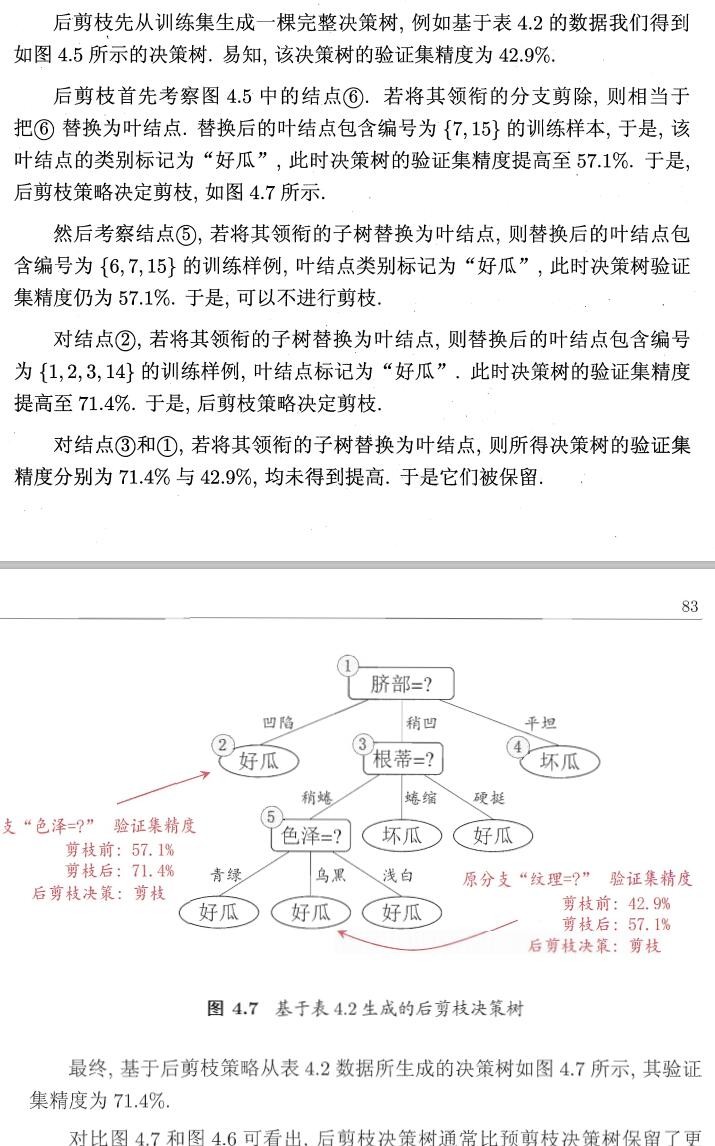 后剪枝先从训练集生成一棵完整决策树, 例如基于表 4.2 的数据我们得到
如图 4.5 所示的决策树. 易知, 该决策树的验证集精度为 42.9%.
后剪枝首先考察图 4.5 中的结点⑥. 若将其领衔的分支剪除, 则相当于
把⑥ 替换为叶结点. 替换后的叶结点包含编号为 {7,15} 的训练样本, 于是, 该
叶结点的类别标记为“好瓜”, 此时决策树的验证集精度提高至 57.1%. 于是,
后剪枝策略决定剪枝, 如图 4.7 所示.
然后考察结点⑤, 若将其领衔的子树替换为叶结点, 则替换后的叶结点包
含编号为 {6,7,15} 的训练样例, 叶结点类别标记为“好瓜”, 此时决策树验证
集精度仍为 57.1%. 于是, 可以不进行剪枝.
对结点②, 若将其领衔的子树替换为叶结点, 则替换后的叶结点包含编号
为 {1,2,3,14} 的训练样例, 叶结点标记为“好瓜”. 此时决策树的验证集精度
提高至 71.4%. 于是, 后剪枝策略决定剪枝.
对结点③和①, 若将其领衔的子树替换为叶结点, 则所得决策树的验证集
精度分别为 71.4% 与 42.9%, 均未得到提高. 于是它们被保留.
83
①
脐部=?
凹陷 稍凹 平坦
② 好瓜 ③ 根蒂=? ④ 坏瓜
稍蜷 蜷缩 硬挺
⑤ 色泽=? 坏瓜 好瓜
支“色泽=?” 验证集精度
剪枝前: 57.1%
剪枝后: 71.4%
后剪枝决策: 剪枝
青绿 乌黑 浅白
好瓜 好瓜 好瓜
原分支“纹理=?” 验证集精度
剪枝前: 42.9%
剪枝后: 57.1%
后剪枝决策: 剪枝
图 4.7 基于表 4.2 生成的后剪枝决策树
最终, 基于后剪枝策略从表 4.2 数据所生成的决策树如图 4.7 所示, 其验证
集精度为 71.4%.
对比图 4.7 和图 4.6 可看出, 后剪枝决策树通常比预剪枝决策树保留了更